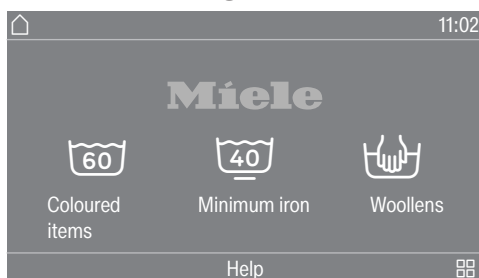 11:02
Miele
60
40
Coloured
items
Minimum iron
Woollens
Help